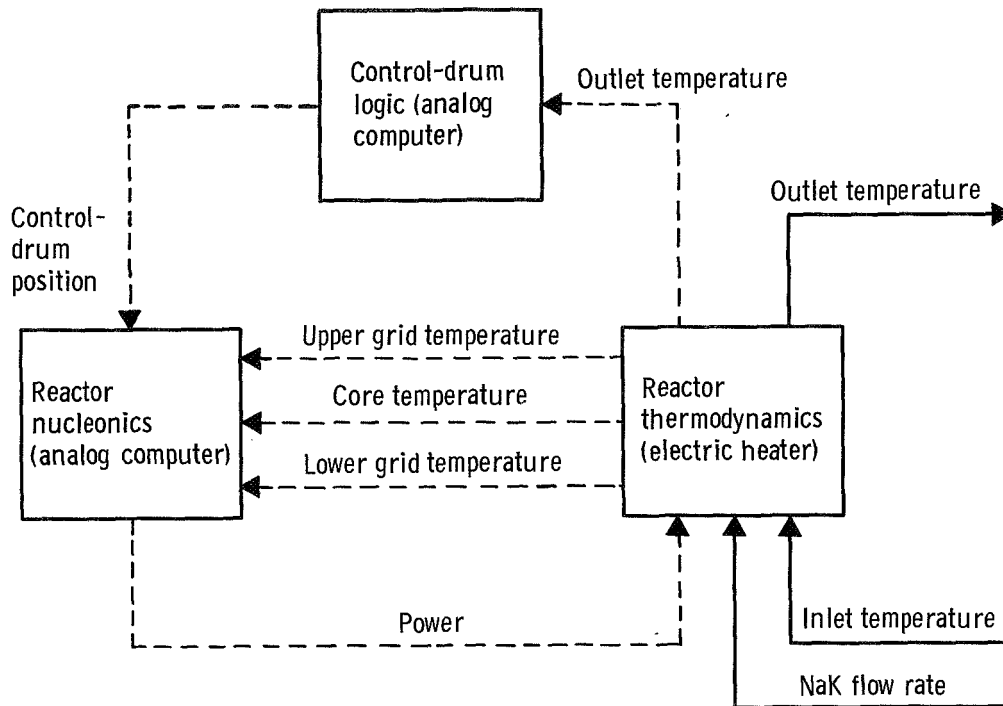 Control-drum
logic (analog
computer)
Outlet temperature
Outlet temperature
Control-
drum
position
Upper grid temperature
Reactor
nucleonics
(analog computer)
Core temperature
Reactor
thermodynamics
(electric heater)
Lower grid temperature
Power
Inlet temperature
NaK flow rate